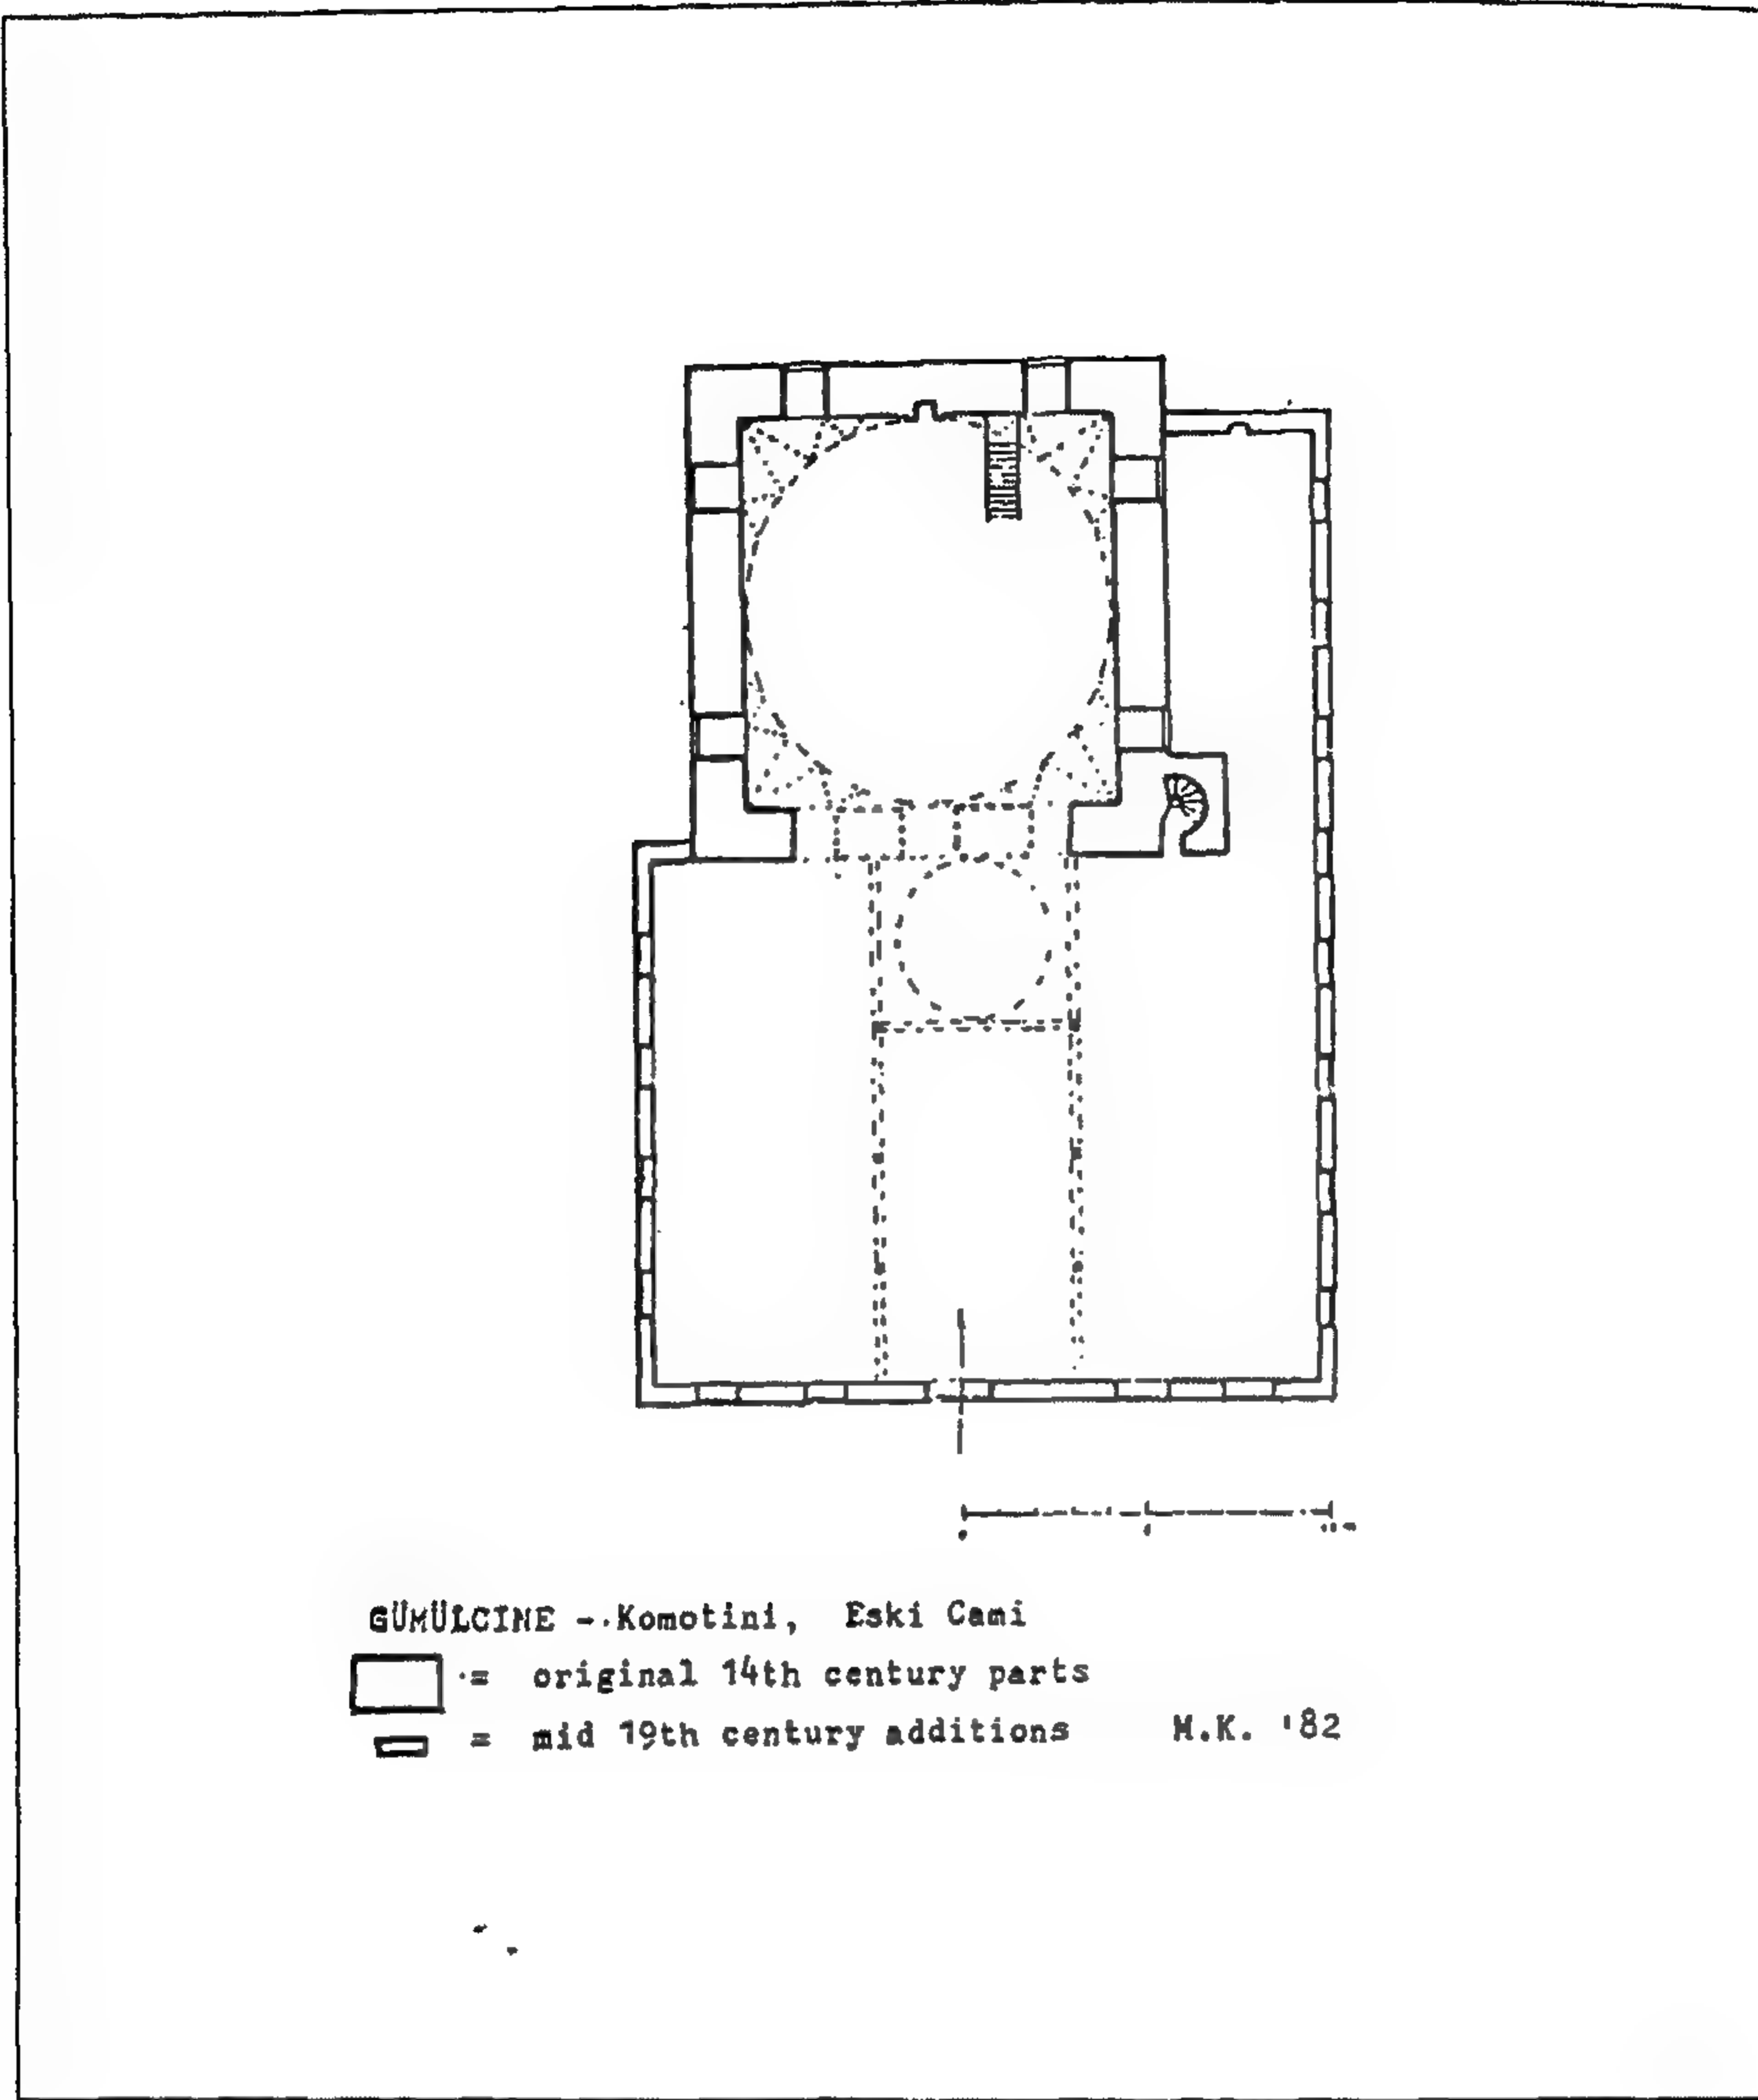 GÜMÜLCINE - Komotini, Eski Cami
= original 14th century parts
= mid 19th century additions M.K. '82